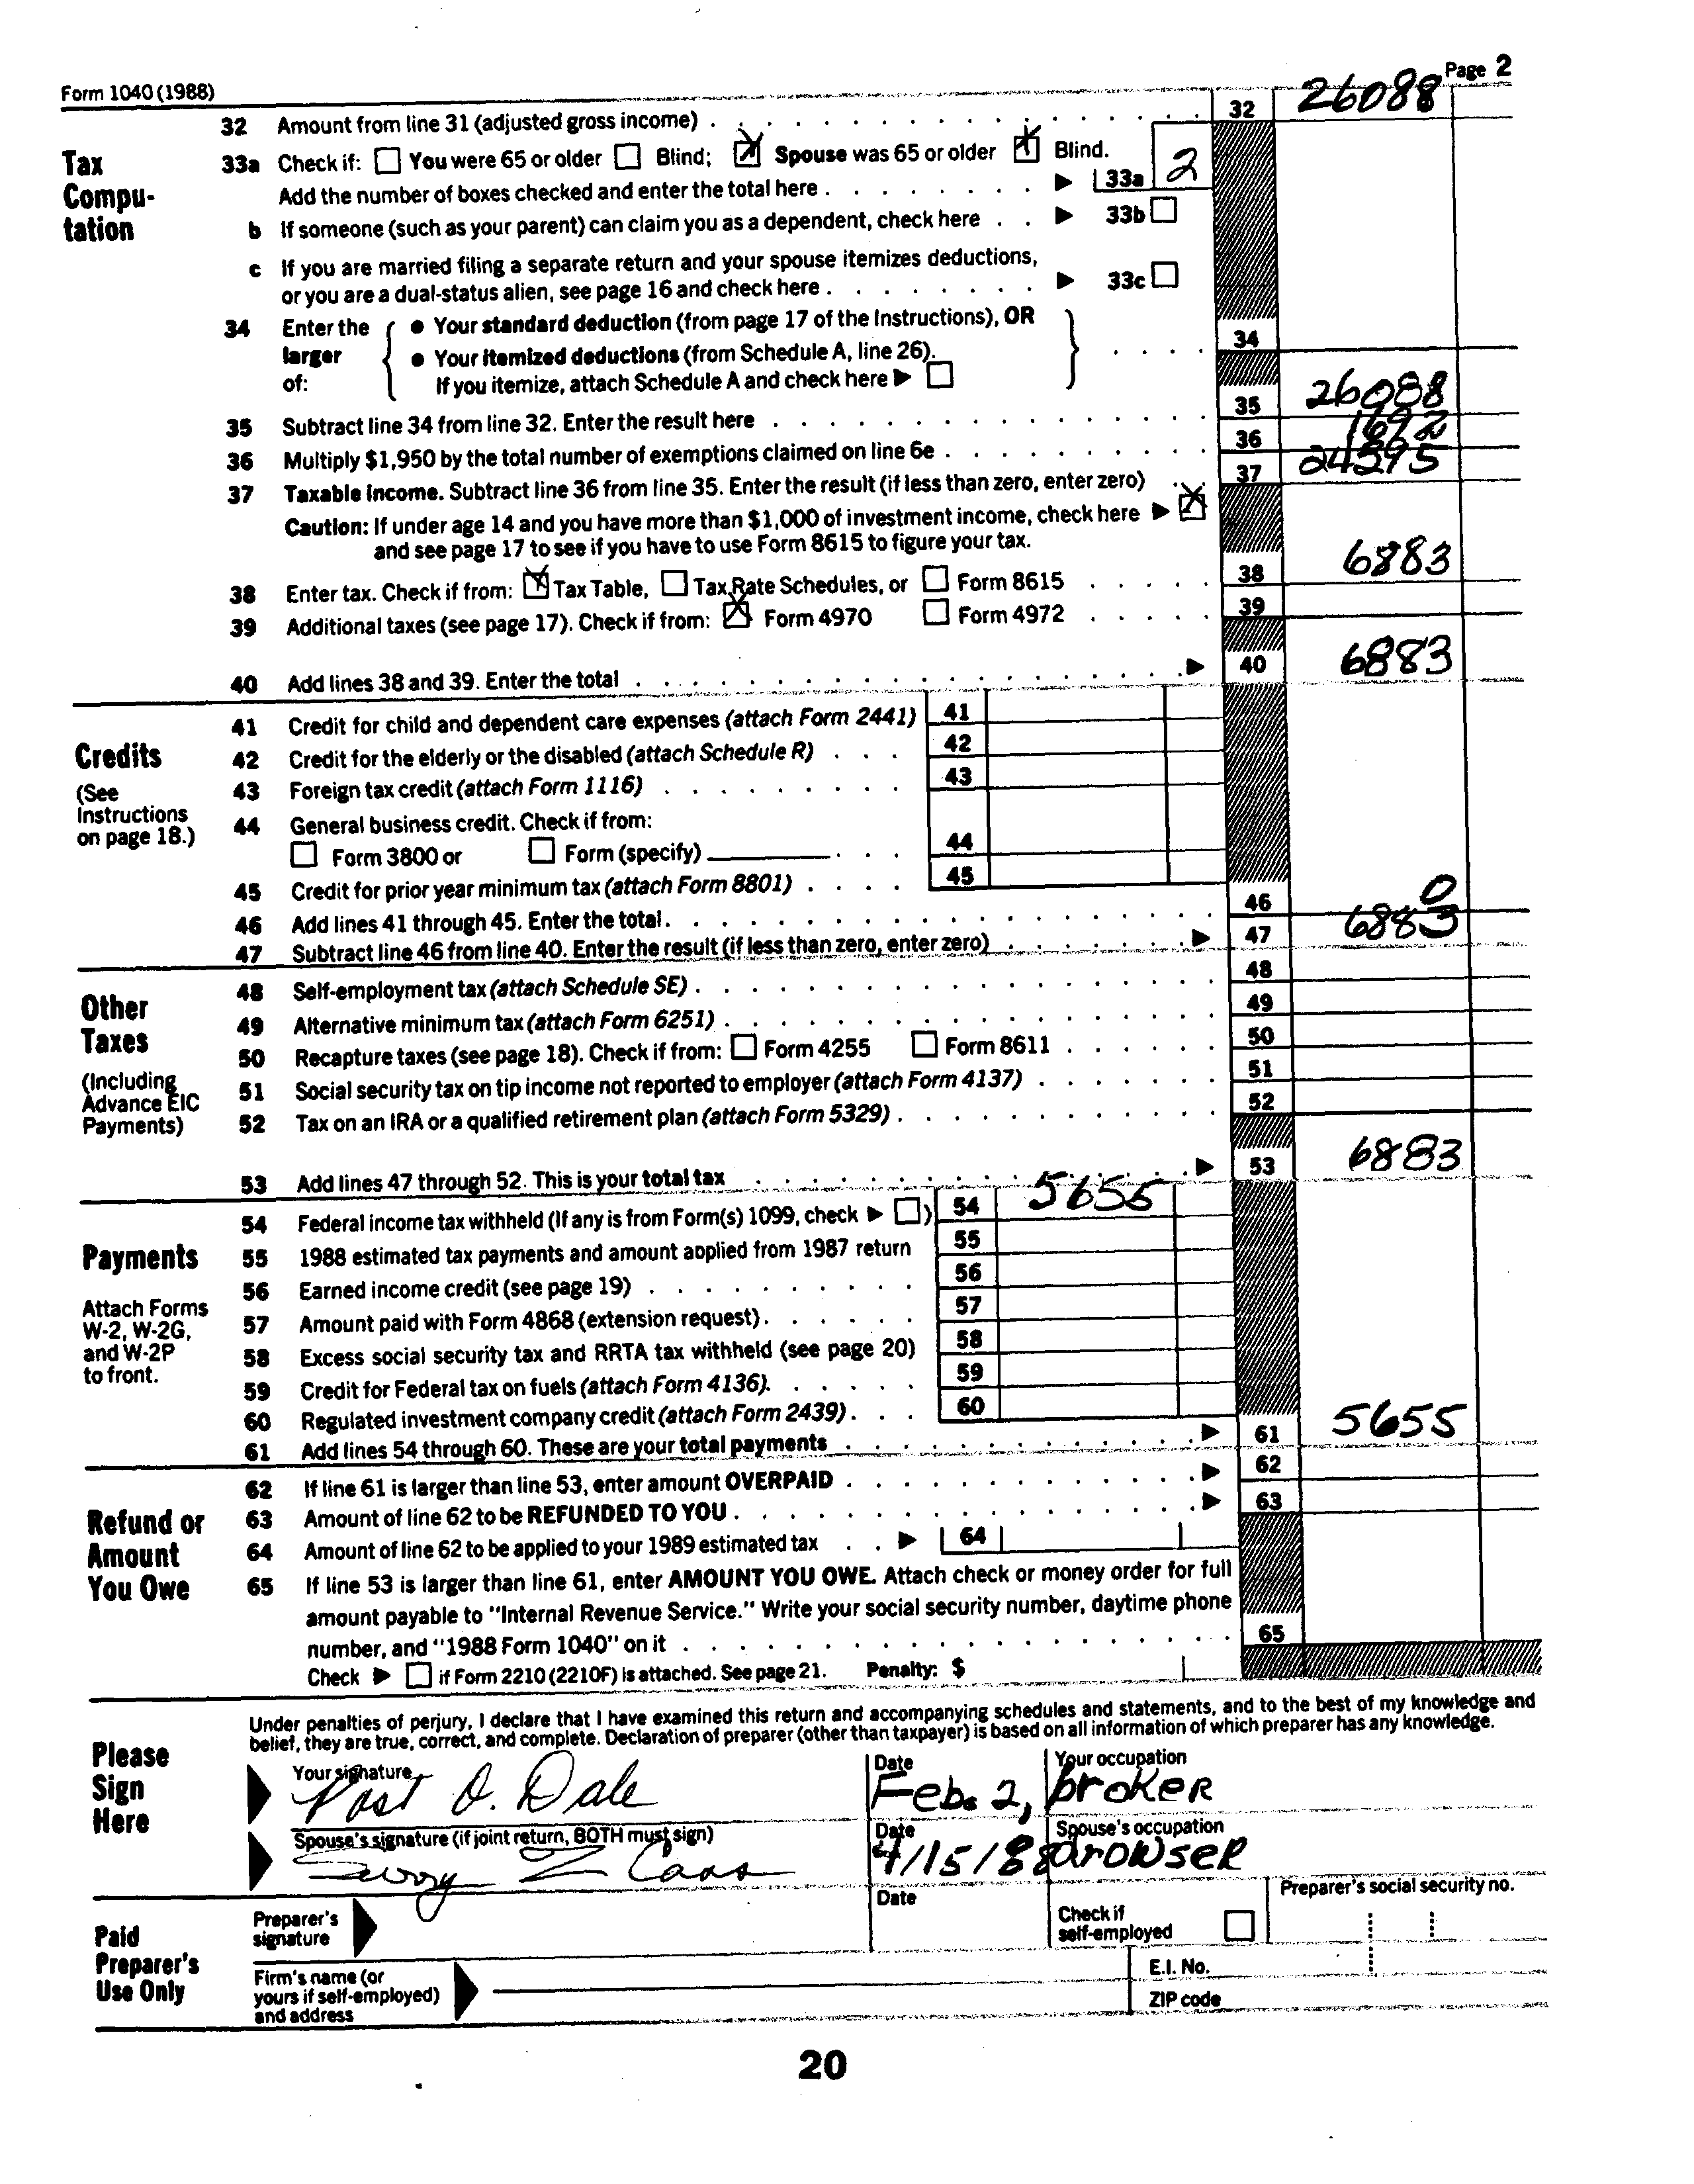 Form 1040 (1988)
Page 2
32 Amount from line 31 (adjusted gross income) 32 26088
Tax Compu-tation
33a Check if: You were 65 or older Blind; X Spouse was 65 or older X Blind.
Add the number of boxes checked and enter the total here 33a 2
b If someone (such as your parent) can claim you as a dependent, check here 33b
c If you are married filing a separate return and your spouse itemizes deductions,
or you are a dual-status alien, see page 16 and check here 33c
34 Enter the larger of: • Your standard deduction (from page 17 of the Instructions), OR
• Your itemized deductions (from Schedule A, line 26).
If you itemize, attach Schedule A and check here 34
35 Subtract line 34 from line 32. Enter the result here 35 26088
36 Multiply $1,950 by the total number of exemptions claimed on line 6e 36 1692
37 Taxable income. Subtract line 36 from line 35. Enter the result (if less than zero, enter zero) 37
Caution: If under age 14 and you have more than $1,000 of investment income, check here X
and see page 17 to see if you have to use Form 8615 to figure your tax.
38 Enter tax. Check if from: X Tax Table, Tax Rate Schedules, or Form 8615 38 6883
39 Additional taxes (see page 17). Check if from: X Form 4970 Form 4972 39
40 Add lines 38 and 39. Enter the total 40 6883
Credits
(See Instructions on page 18.)
41 Credit for child and dependent care expenses (attach Form 2441) 41
42 Credit for the elderly or the disabled (attach Schedule R) 42
43 Foreign tax credit (attach Form 1116) 43
44 General business credit. Check if from:
Form 3800 or Form (specify) 44
45 Credit for prior year minimum tax (attach Form 8801) 45
46 Add lines 41 through 45. Enter the total 46 0
47 Subtract line 46 from line 40. Enter the result (if less than zero, enter zero) 47 6883
Other Taxes
(Including Advance EIC Payments)
48 Self-employment tax (attach Schedule SE) 48
49 Alternative minimum tax (attach Form 6251) 49
50 Recapture taxes (see page 18). Check if from: Form 4255 Form 8611 50
51 Social security tax on tip income not reported to employer (attach Form 4137) 51
52 Tax on an IRA or a qualified retirement plan (attach Form 5329) 52
53 Add lines 47 through 52. This is your total tax 53 6883
Payments
Attach Forms W-2, W-2G, and W-2P to front.
54 Federal income tax withheld (If any is from Form(s) 1099, check ) 54 5655
55 1988 estimated tax payments and amount applied from 1987 return 55
56 Earned income credit (see page 19) 56
57 Amount paid with Form 4868 (extension request) 57
58 Excess social security tax and RRTA tax withheld (see page 20) 58
59 Credit for Federal tax on fuels (attach Form 4136). 59
60 Regulated investment company credit (attach Form 2439) 60
61 Add lines 54 through 60. These are your total payments 61 5655
Refund or Amount You Owe
62 If line 61 is larger than line 53, enter amount OVERPAID 62
63 Amount of line 62 to be REFUNDED TO YOU 63
64 Amount of line 62 to be applied to your 1989 estimated tax 64
65 If line 53 is larger than line 61, enter AMOUNT YOU OWE. Attach check or money order for full
amount payable to "Internal Revenue Service." Write your social security number, daytime phone
number, and "1988 Form 1040" on it 65
Check if Form 2210 (2210F) is attached. See page 21. Penalty: $
Please Sign Here
Under penalties of perjury, I declare that I have examined this return and accompanying schedules and statements, and to the best of my knowledge and
belief, they are true, correct, and complete. Declaration of preparer (other than taxpayer) is based on all information of which preparer has any knowledge.
Your signature Date Your occupation
Post O. Dale Feb. 2, broker
Spouse's signature (if joint return, BOTH must sign) Date Spouse's occupation
Z Cass 4/15/88 browser
Paid Preparer's Use Only
Preparer's signature Date Check if self-employed Preparer's social security no.
Firm's name (or yours if self-employed) and address E.I. No.
ZIP code
20